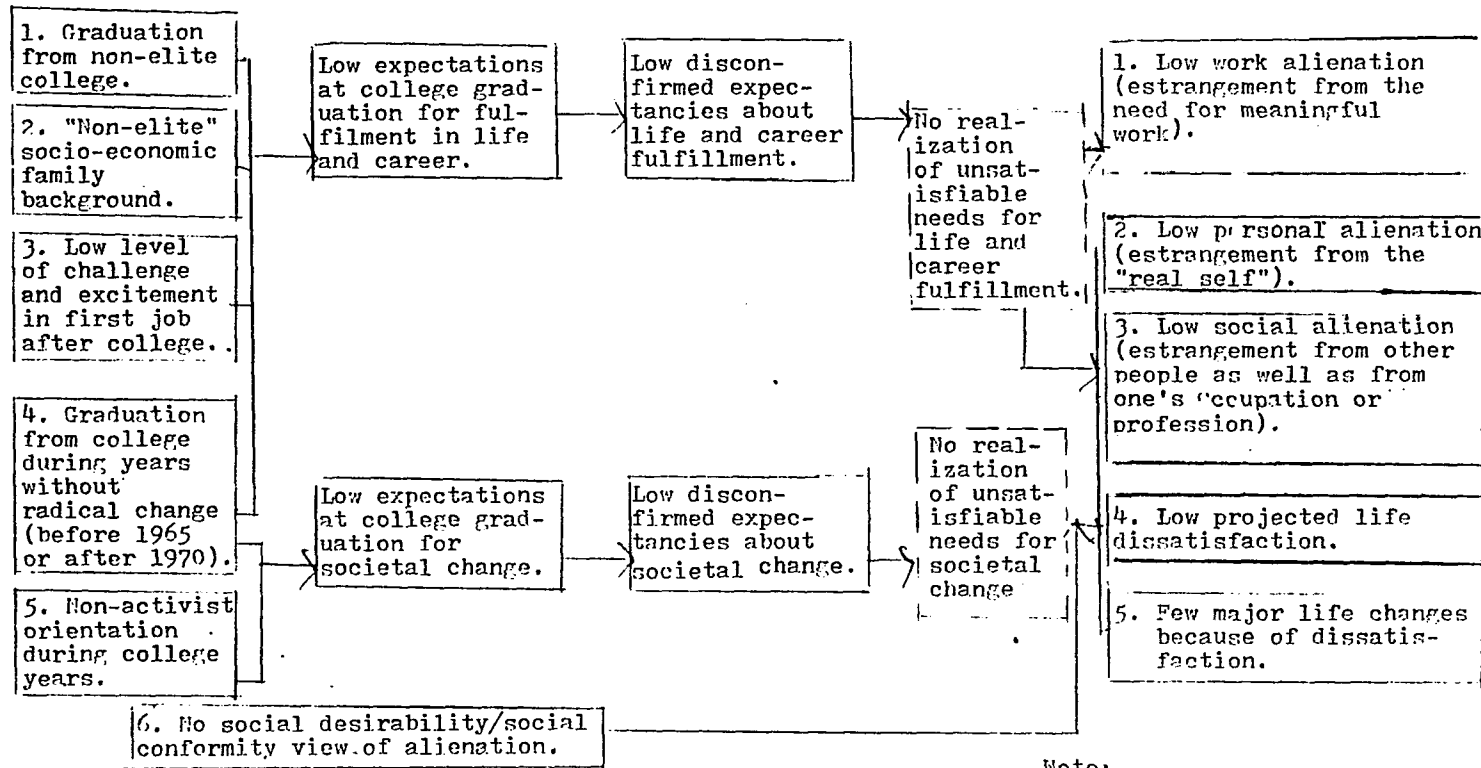 1. Graduation
from non-elite
college.
2. "Non-elite"
socio-economic
family
background.
3. Low level
of challenge
and excitement
in first job
after college.
4. Graduation
from college
during years
without
radical change
(before 1965
or after 1970).
5. Non-activist
orientation
during college
years.
6. No social desirability/social
conformity view of alienation.
Low expectations
at college grad-
uation for ful-
filment in life
and career.
Low discon-
firmed expec-
tancies about
life and career
fulfillment.
No real-
ization
of unsat-
isfiable
needs for
life and
career
fulfillment.
Low expectations
at college grad-
uation for
societal change.
Low discon-
firmed expec-
tancies about
societal change.
No real-
ization
of unsat-
isfiable
needs for
societal
change
1. Low work alienation
(estrangement from the
need for meaningful
work).
2. Low personal alienation
(estrangement from the
"real self").
3. Low social alienation
(estrangement from other
people as well as from
one's occupation or
profession).
4. Low projected life
dissatisfaction.
5. Few major life changes
because of dissatis-
faction.
Note: